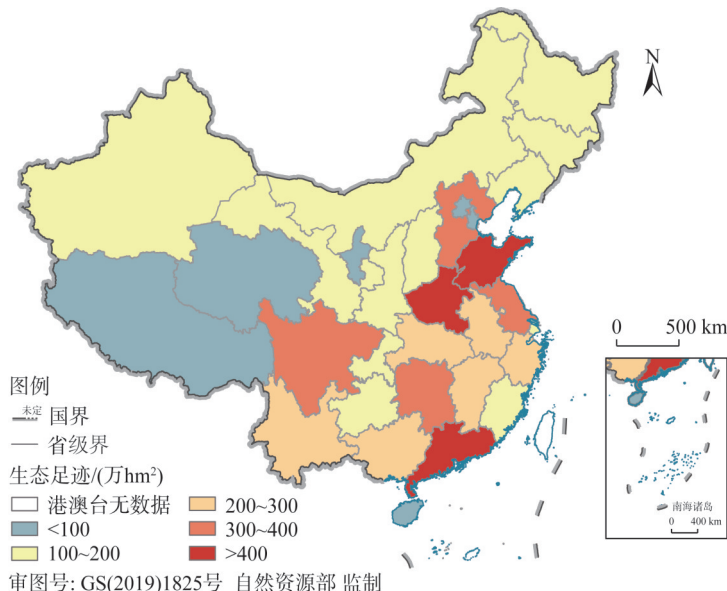 N
0 500 km
图例
未定 国界
省级界
生态足迹/(万hm²)
港澳台无数据
<100
100~200
200~300
300~400
>400
南海诸岛
0 400 km
审图号: GS(2019)1825号 自然资源部 监制